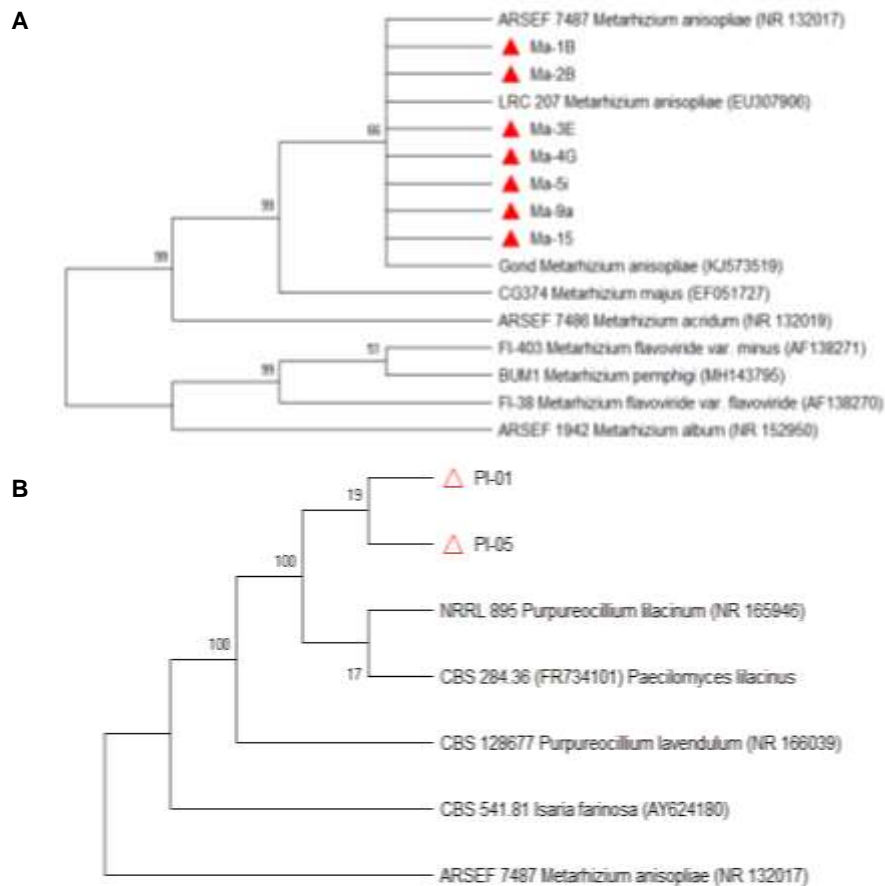 A
ARSEF 7487 Metarhizium anisopliae (NR 132017)
Ma-1B
Ma-2B
LRC 207 Metarhizium anisopliae (EU307906)
66
Ma-3E
Ma-4G
Ma-5i
Ma-9a
99
Ma-15
99
Gond Metarhizium anisopliae (KJ573519)
CG374 Metarhizium majus (EF051727)
ARSEF 7486 Metarhizium acridum (NR 132019)
FI-403 Metarhizium flavoviride var. minus (AF138271)
99
BUM1 Metarhizium pemphigi (MH143795)
FI-38 Metarhizium flavoviride var. flavoviride (AF138270)
ARSEF 1942 Metarhizium album (NR 152950)
B
Pl-01
19
Pl-05
100
NRRL 895 Purpureocillium lilacinum (NR 165946)
100
17
CBS 284.36 (FR734101) Paecilomyces lilacinus
CBS 128677 Purpureocillium lavendulum (NR 166039)
CBS 541.81 Isaria farinosa (AY624180)
ARSEF 7487 Metarhizium anisopliae (NR 132017)